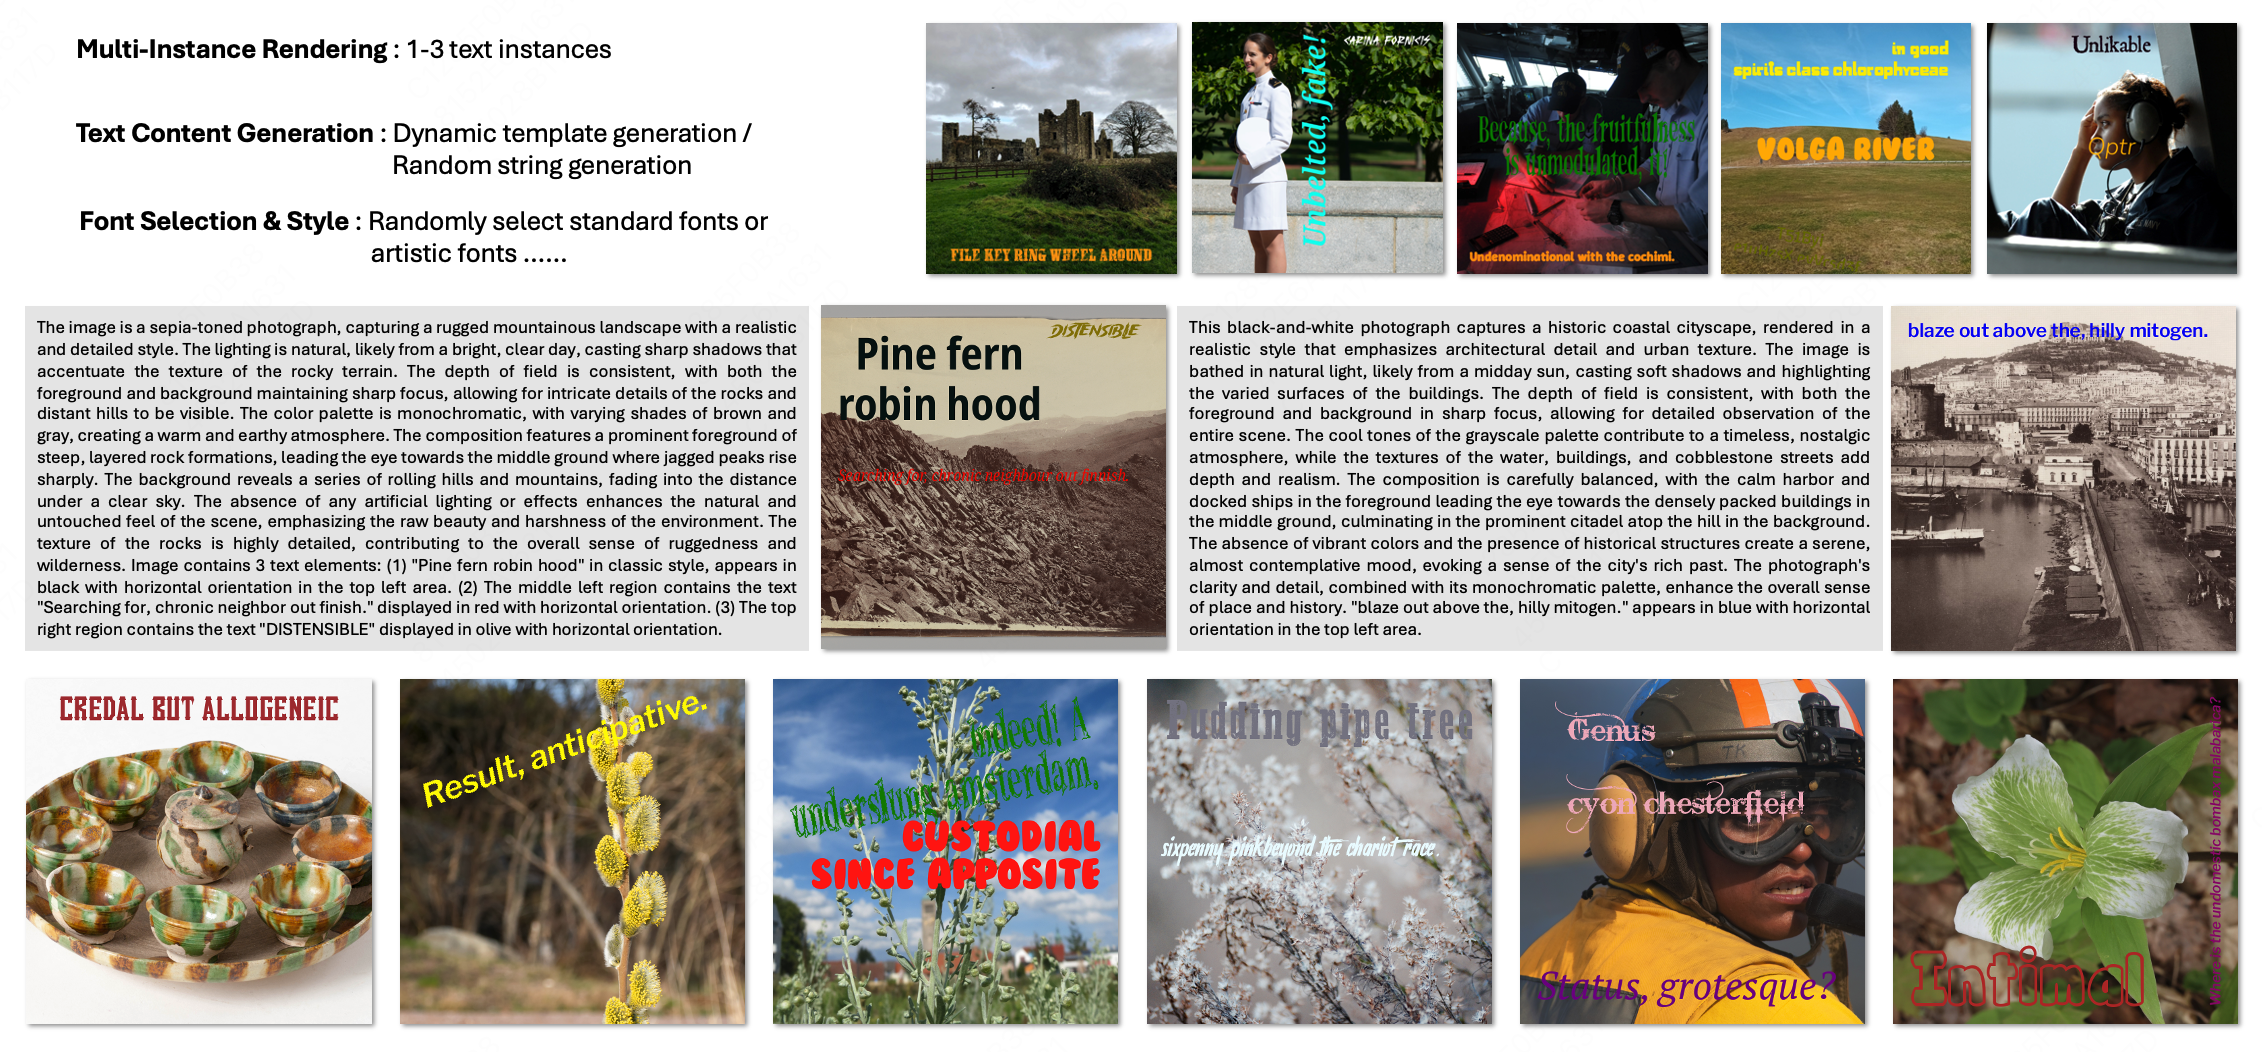 Multi-Instance Rendering : 1-3 text instances
Text Content Generation : Dynamic template generation /
Random string generation
Font Selection & Style : Randomly select standard fonts or
artistic fonts ......
FILE KEY RING WHEEL AROUND
CARINA FORNICIS
Unbelted, fake!
Because, the fruitfulness
is unmodulated, N!
Undenominational with the cochimi.
in good
spirits class chlorophyceae
VOLGA RIVER
Unlikable
Qptr
The image is a sepia-toned photograph, capturing a rugged mountainous landscape with a realistic
and detailed style. The lighting is natural, likely from a bright, clear day, casting sharp shadows that
accentuate the texture of the rocky terrain. The depth of field is consistent, with both the
foreground and background maintaining sharp focus, allowing for intricate details of the rocks and
distant hills to be visible. The color palette is monochromatic, with varying shades of brown and
gray, creating a warm and earthy atmosphere. The composition features a prominent foreground of
steep, layered rock formations, leading the eye towards the middle ground where jagged peaks rise
sharply. The background reveals a series of rolling hills and mountains, fading into the distance
under a clear sky. The absence of any artificial lighting or effects enhances the natural and
untouched feel of the scene, emphasizing the raw beauty and harshness of the environment. The
texture of the rocks is highly detailed, contributing to the overall sense of ruggedness and
wilderness. Image contains 3 text elements: (1) "Pine fern robin hood" in classic style, appears in
black with horizontal orientation in the top left area. (2) The middle left region contains the text
"Searching for, chronic neighbor out finish." displayed in red with horizontal orientation. (3) The top
right region contains the text "DISTENSIBLE" displayed in olive with horizontal orientation.
DISTENSIBLE
Pine fern
robin hood
Searching for, chronic neighbour out finish.
This black-and-white photograph captures a historic coastal cityscape, rendered in a
realistic style that emphasizes architectural detail and urban texture. The image is
bathed in natural light, likely from a midday sun, casting soft shadows and highlighting
the varied surfaces of the buildings. The depth of field is consistent, with both the
foreground and background in sharp focus, allowing for detailed observation of the
entire scene. The cool tones of the grayscale palette contribute to a timeless, nostalgic
atmosphere, while the textures of the water, buildings, and cobblestone streets add
depth and realism. The composition is carefully balanced, with the calm harbor and
docked ships in the foreground leading the eye towards the densely packed buildings in
the middle ground, culminating in the prominent citadel atop the hill in the background.
The absence of vibrant colors and the presence of historical structures create a serene,
almost contemplative mood, evoking a sense of the city's rich past. The photograph's
clarity and detail, combined with its monochromatic palette, enhance the overall sense
of place and history. "blaze out above the, hilly mitogen." appears in blue with horizontal
orientation in the top left area.
blaze out above the, hilly mitogen.
CREDAL BUT ALLOGENEIC
Result, anticipative.
indeed! A
underslung amsterdam,
CUSTODIAL
SINCE APPOSITE
Pudding pipe tree
sixpenny pink beyond the chariot race.
TK
Genus
cyon chesterfield
Status, grotesque?
Where is the undomestic bombax malabarica?
Intimal